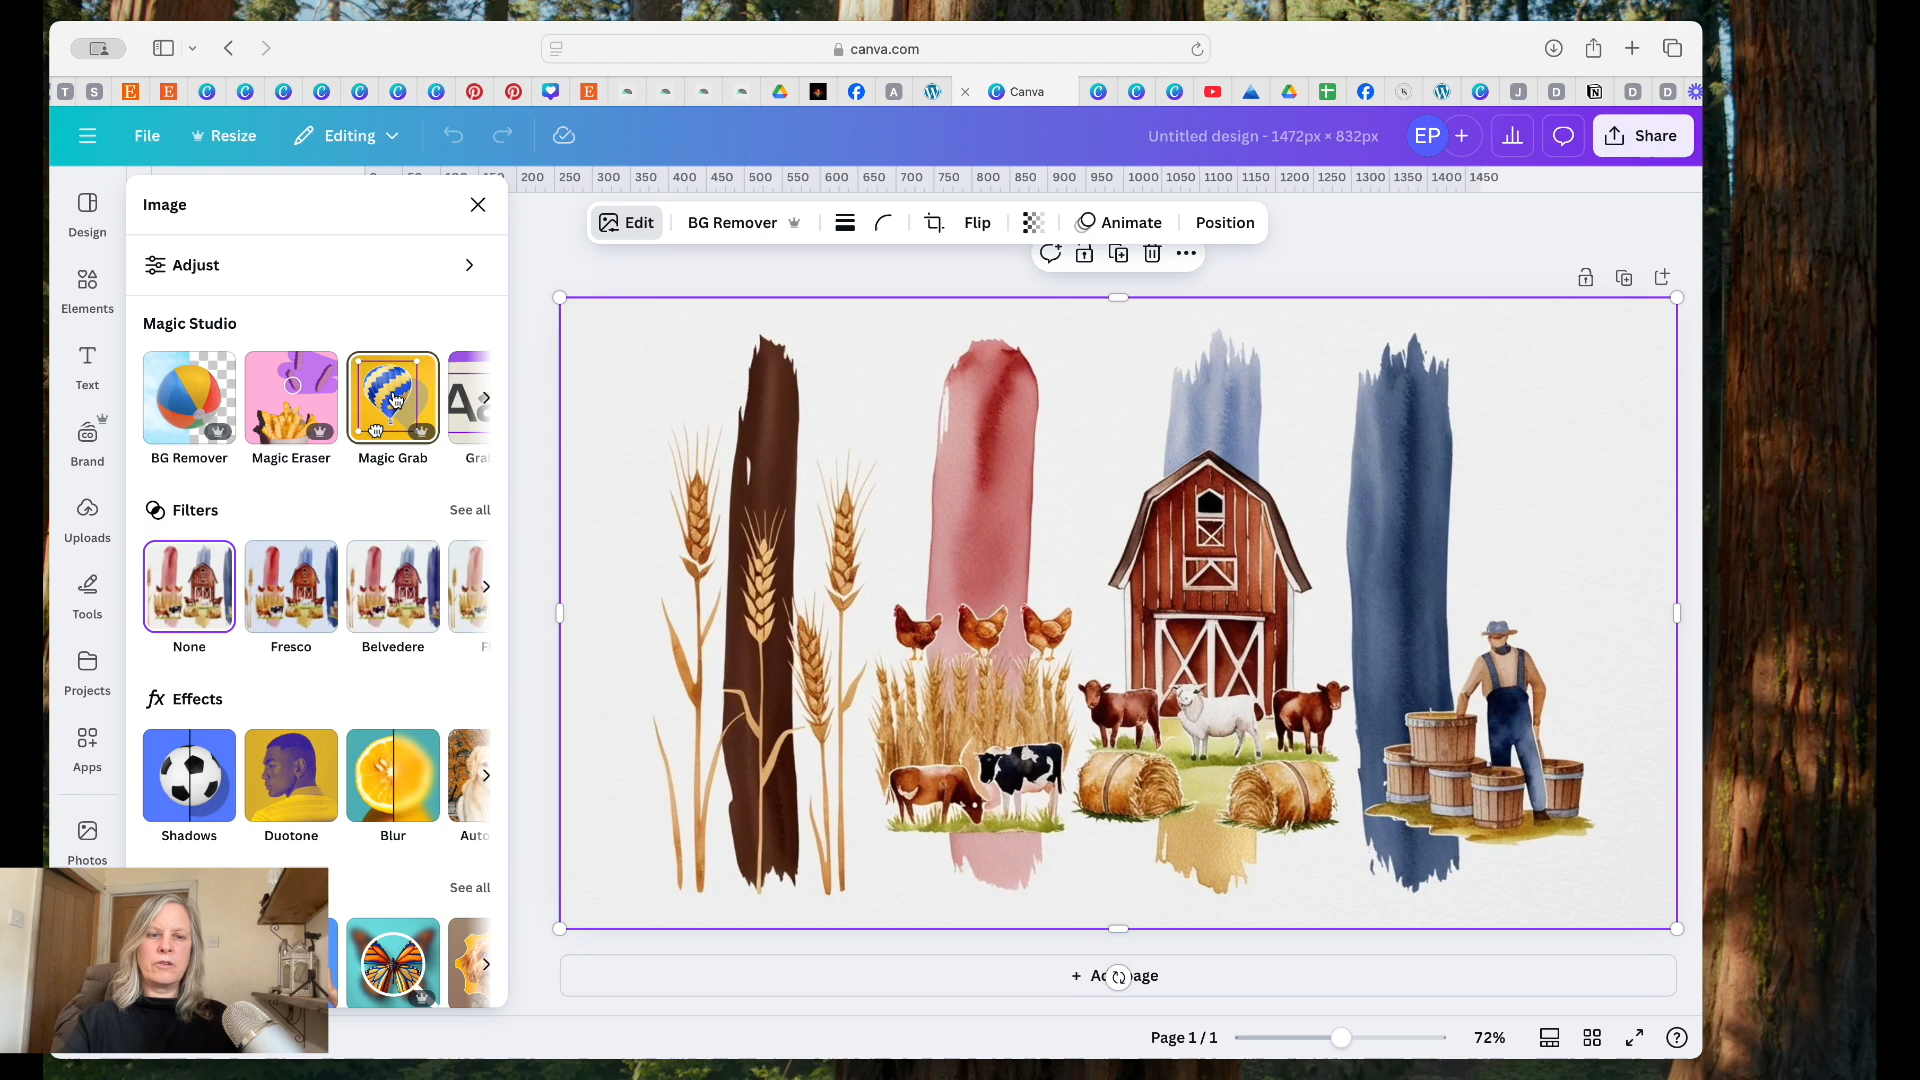 canva.com
Canva
File
Resize
Editing
Untitled design - 1472px × 832px
EP
Share
200 250 300 350 400 450 500 550 600 650 700 750 800 850 900 950 1000 1050 1100 1150 1200 1250 1300 1350 1400 1450
Design
Elements
Text
Brand
Uploads
Tools
Projects
Apps
Photos
Image
Adjust
Magic Studio
BG Remover
Magic Eraser
Magic Grab
Gra
Filters
See all
None
Fresco
Belvedere
Effects
Shadows
Duotone
Blur
Auto
See all
Edit
BG Remover
Flip
Animate
Position
Page 1 / 1
72%